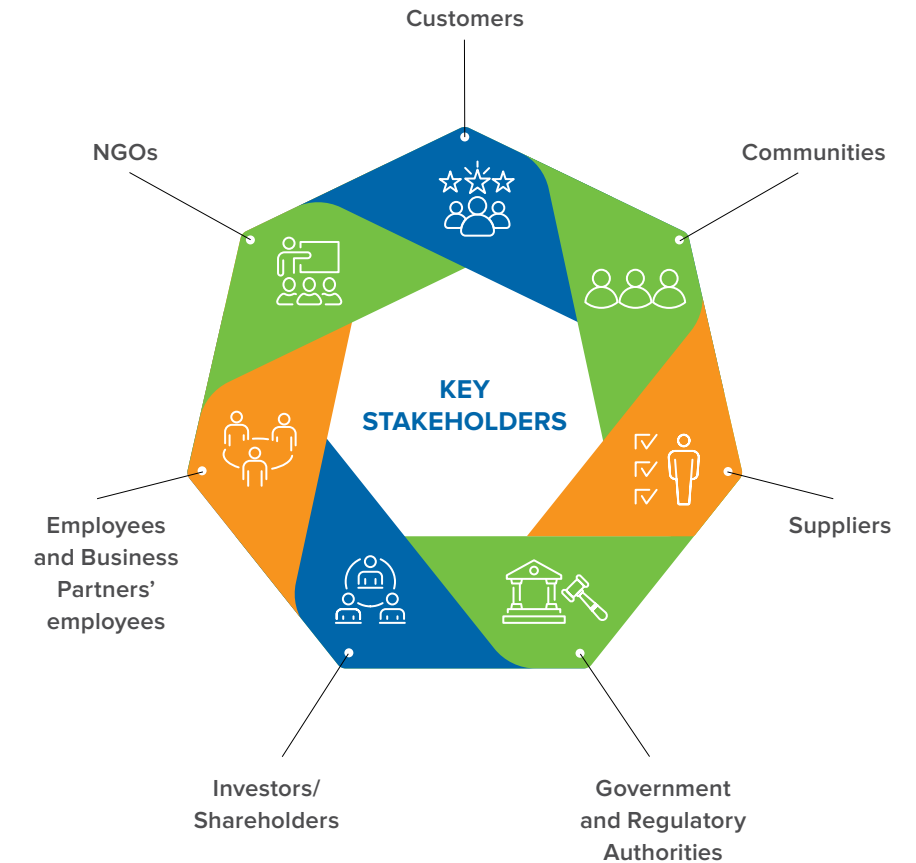 Customers
NGOs
Communities
KEY
STAKEHOLDERS
Employees
and Business
Partners’
employees
Suppliers
Investors/
Shareholders
Government
and Regulatory
Authorities